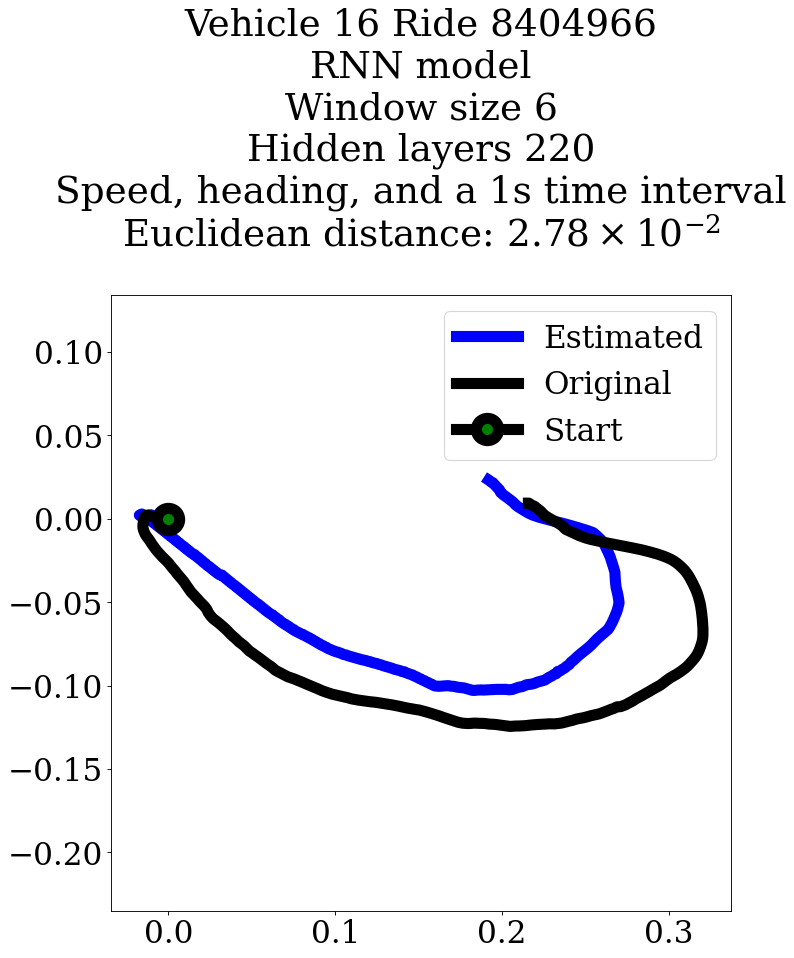 Vehicle 16 Ride 8404966
RNN model
Window size 6
Hidden layers 220
Speed, heading, and a 1s time interval
Euclidean distance: 2.78 × 10⁻²
Estimated
Original
Start
0.10
0.05
0.00
−0.05
−0.10
−0.15
−0.20
0.0 0.1 0.2 0.3